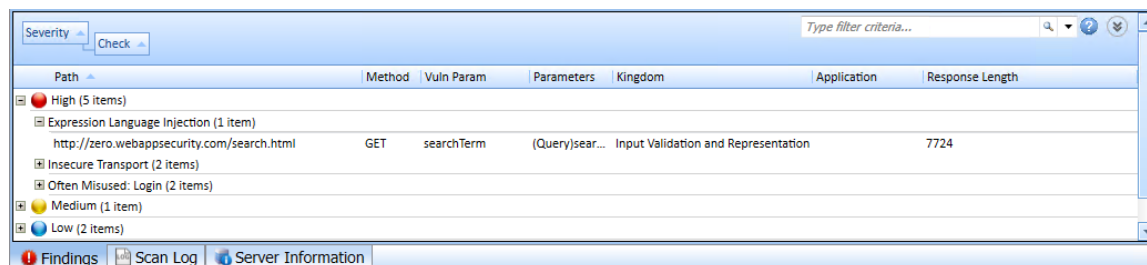 Severity
Check
Type filter criteria...
Path Method Vuln Param Parameters Kingdom Application Response Length
High (5 items)
Expression Language Injection (1 item)
http://zero.webappsecurity.com/search.html GET searchTerm (Query)sear... Input Validation and Representation 7724
Insecure Transport (2 items)
Often Misused: Login (2 items)
Medium (1 item)
Low (2 items)
Findings Scan Log Server Information